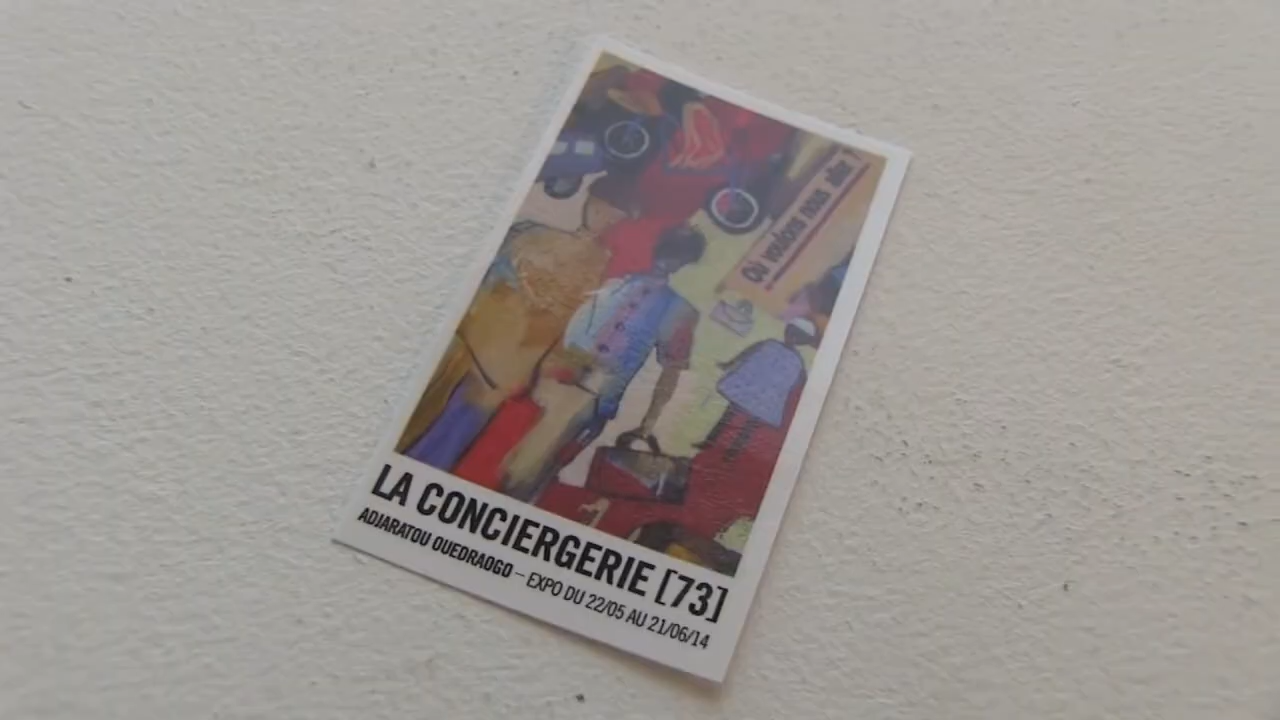 Où voulons nous aller ?
LA CONCIERGERIE [73]
ADJARATOU OUEDRAOGO – EXPO DU 22/05 AU 21/06/14